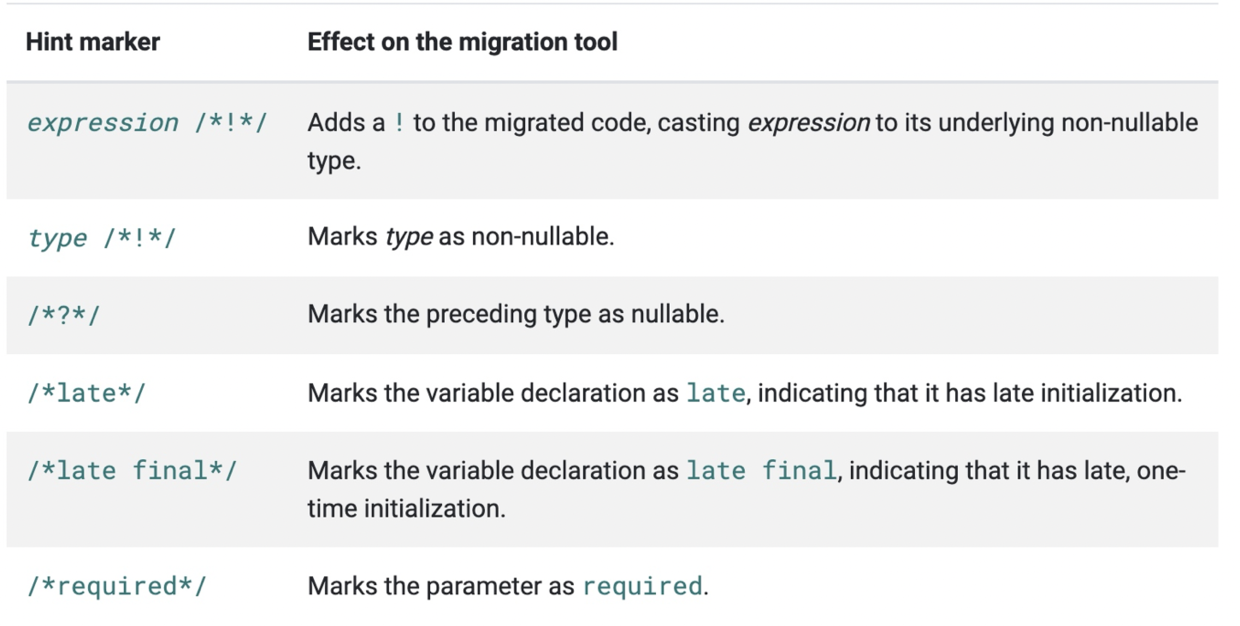 Hint marker Effect on the migration tool
expression /*!*/ Adds a ! to the migrated code, casting expression to its underlying non-nullable
type.
type /*!*/ Marks type as non-nullable.
/*?*/ Marks the preceding type as nullable.
/*late*/ Marks the variable declaration as late, indicating that it has late initialization.
/*late final*/ Marks the variable declaration as late final, indicating that it has late, one-
time initialization.
/*required*/ Marks the parameter as required.